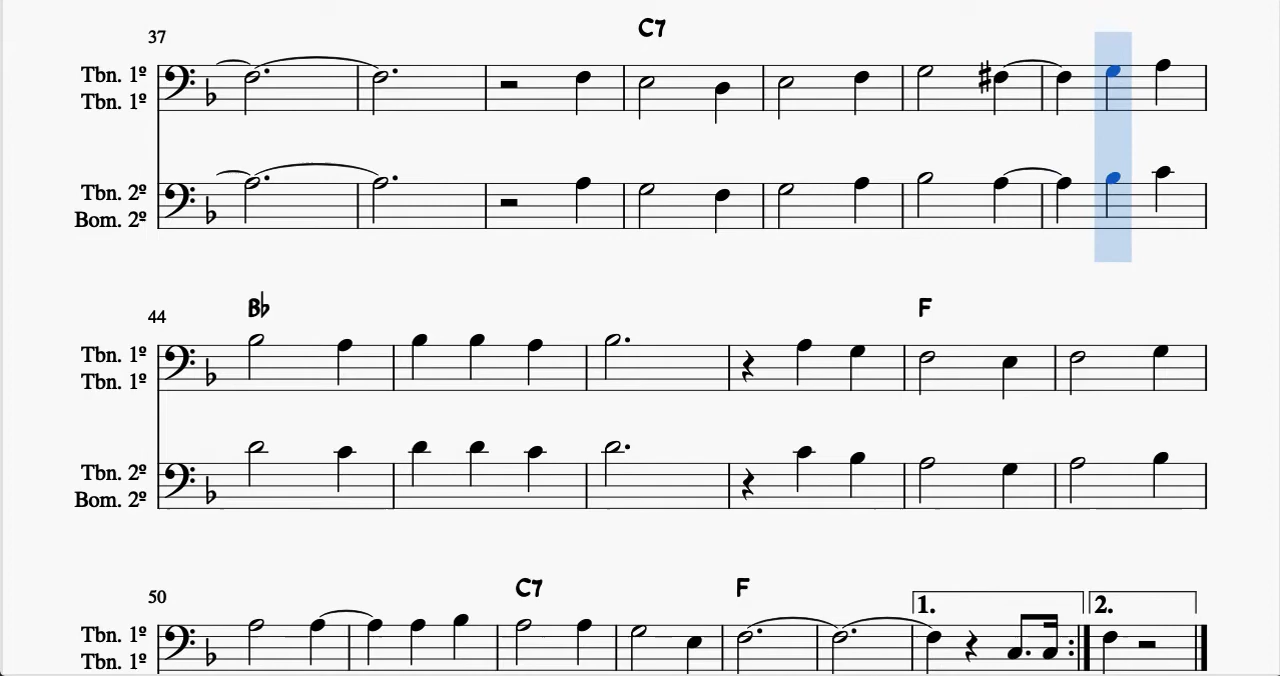 C7
37
Tbn. 1º
Tbn. 1º
Tbn. 2º
Bom. 2º
B♭
F
44
Tbn. 1º
Tbn. 1º
Tbn. 2º
Bom. 2º
C7
F
50
1.
2.
Tbn. 1º
Tbn. 1º